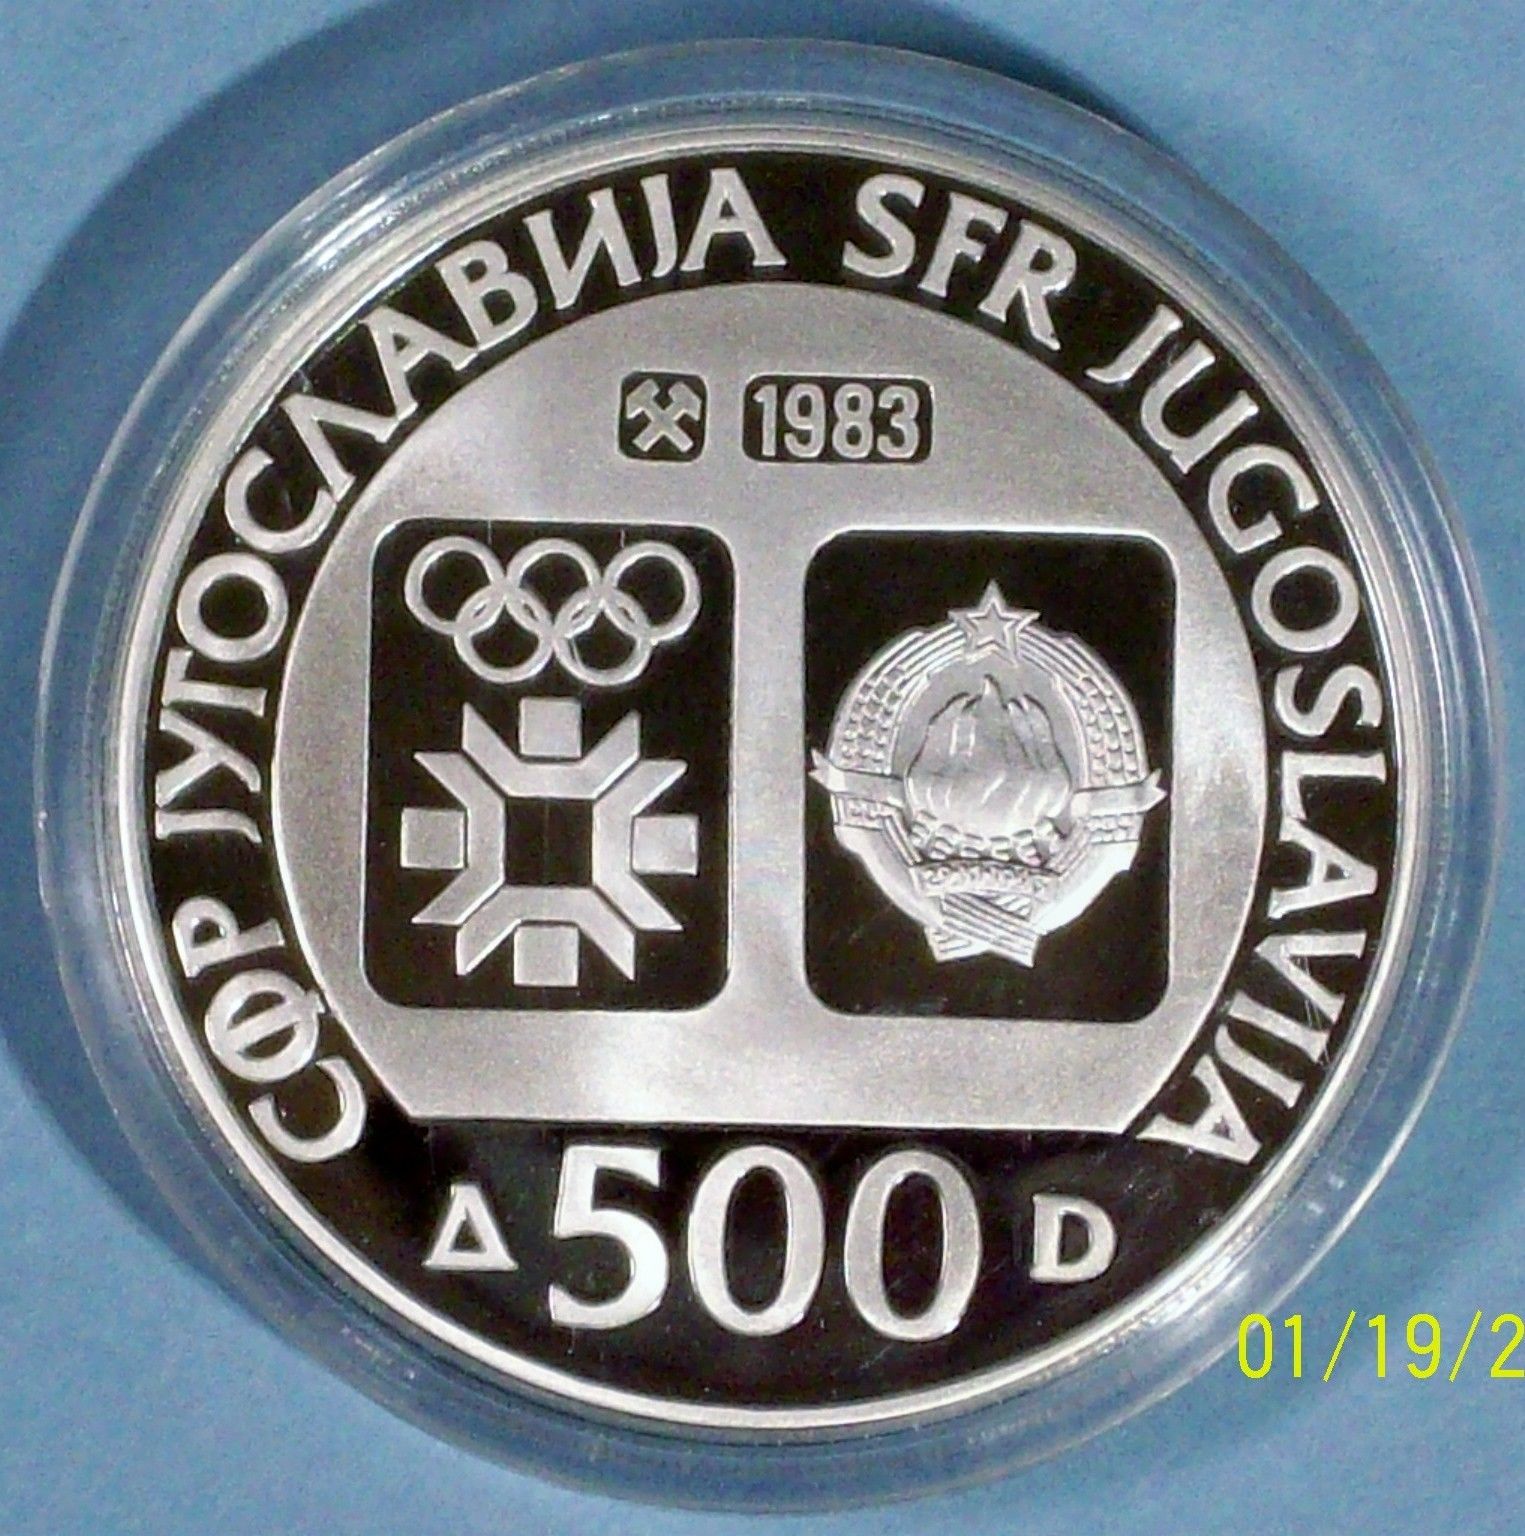 СФР ЈУГОСЛАВИЈА SFR JUGOSLAVIJA
1983
Д 500 D
01/19/2